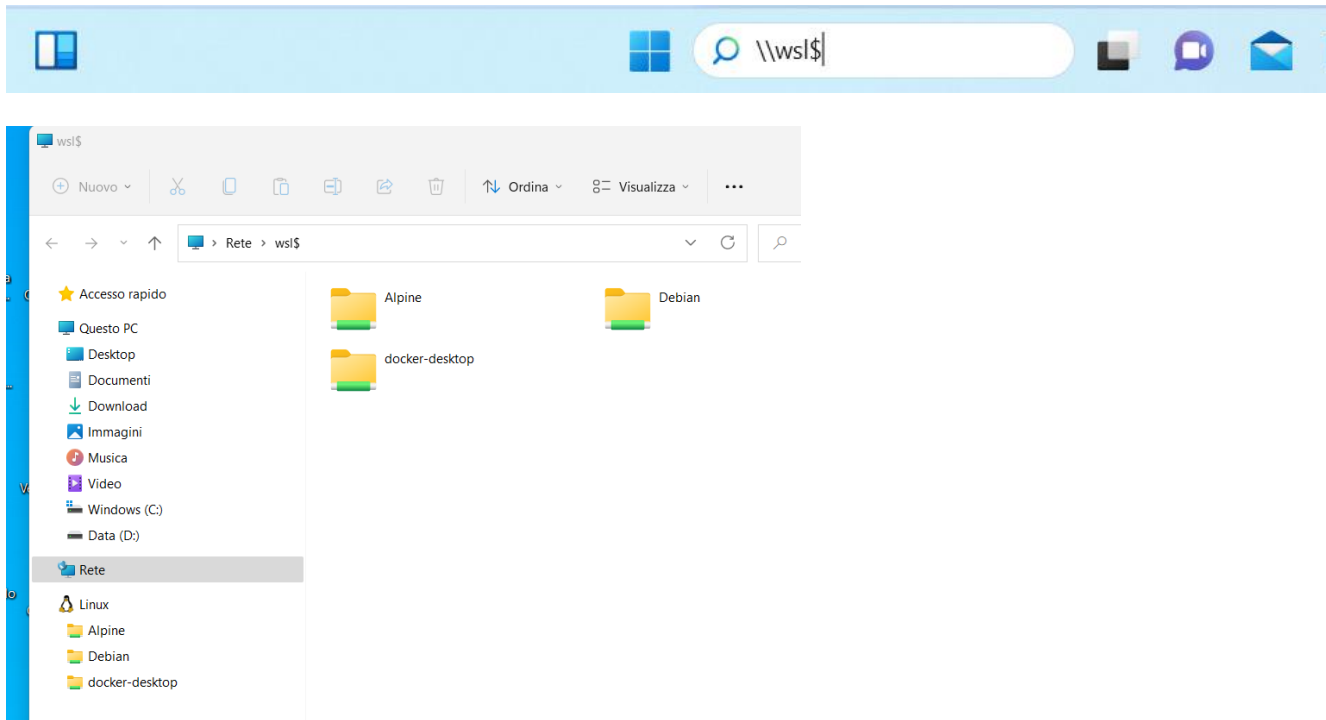 \\wsl$
wsl$
Nuovo
Ordina
Visualizza
Rete > wsl$
Accesso rapido
Questo PC
Desktop
Documenti
Download
Immagini
Musica
Video
Windows (C:)
Data (D:)
Rete
Linux
Alpine
Debian
docker-desktop
Alpine
Debian
docker-desktop